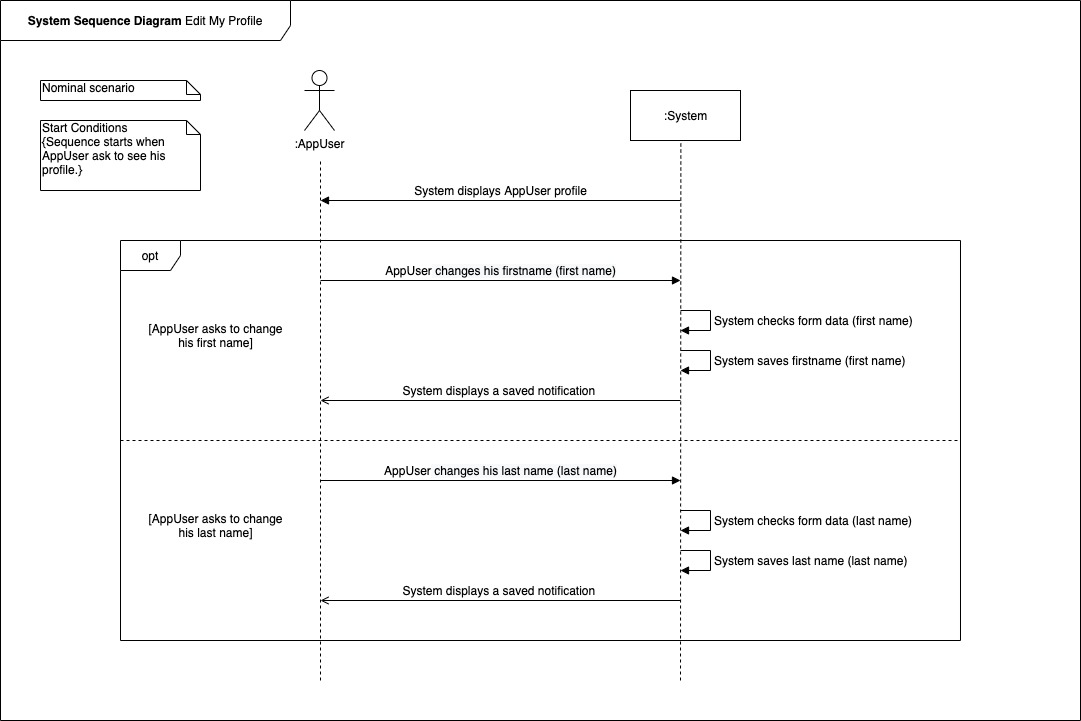 System Sequence Diagram Edit My Profile
Nominal scenario
Start Conditions
{Sequence starts when
AppUser ask to see his
profile.}
:AppUser
:System
System displays AppUser profile
opt
AppUser changes his firstname (first name)
[AppUser asks to change
his first name]
System checks form data (first name)
System saves firstname (first name)
System displays a saved notification
AppUser changes his last name (last name)
[AppUser asks to change
his last name]
System checks form data (last name)
System saves last name (last name)
System displays a saved notification